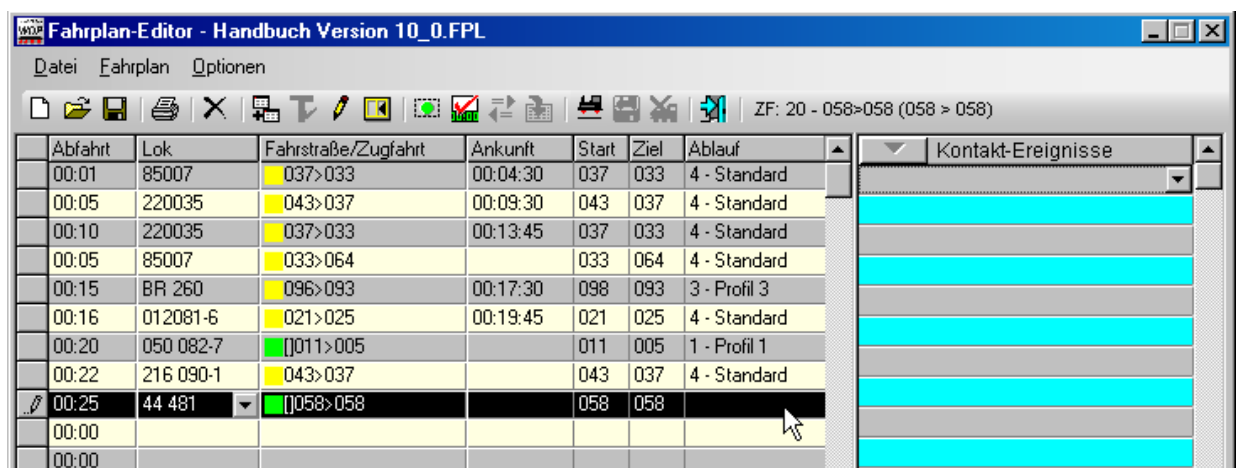 Fahrplan-Editor - Handbuch Version 10_0.FPL
Datei Fahrplan Optionen
ZF: 20 - 058>058 (058 > 058)
Abfahrt Lok Fahrstraße/Zugfahrt Ankunft Start Ziel Ablauf Kontakt-Ereignisse
00:01 85007 037>033 00:04:30 037 033 4 - Standard
00:05 220035 043>037 00:09:30 043 037 4 - Standard
00:10 220035 037>033 00:13:45 037 033 4 - Standard
00:05 85007 033>064 033 064 4 - Standard
00:15 BR 260 096>093 00:17:30 098 093 3 - Profil 3
00:16 012081-6 021>025 00:19:45 021 025 4 - Standard
00:20 050 082-7 []011>005 011 005 1 - Profil 1
00:22 216 090-1 043>037 043 037 4 - Standard
00:25 44 481 []058>058 058 058
00:00
00:00